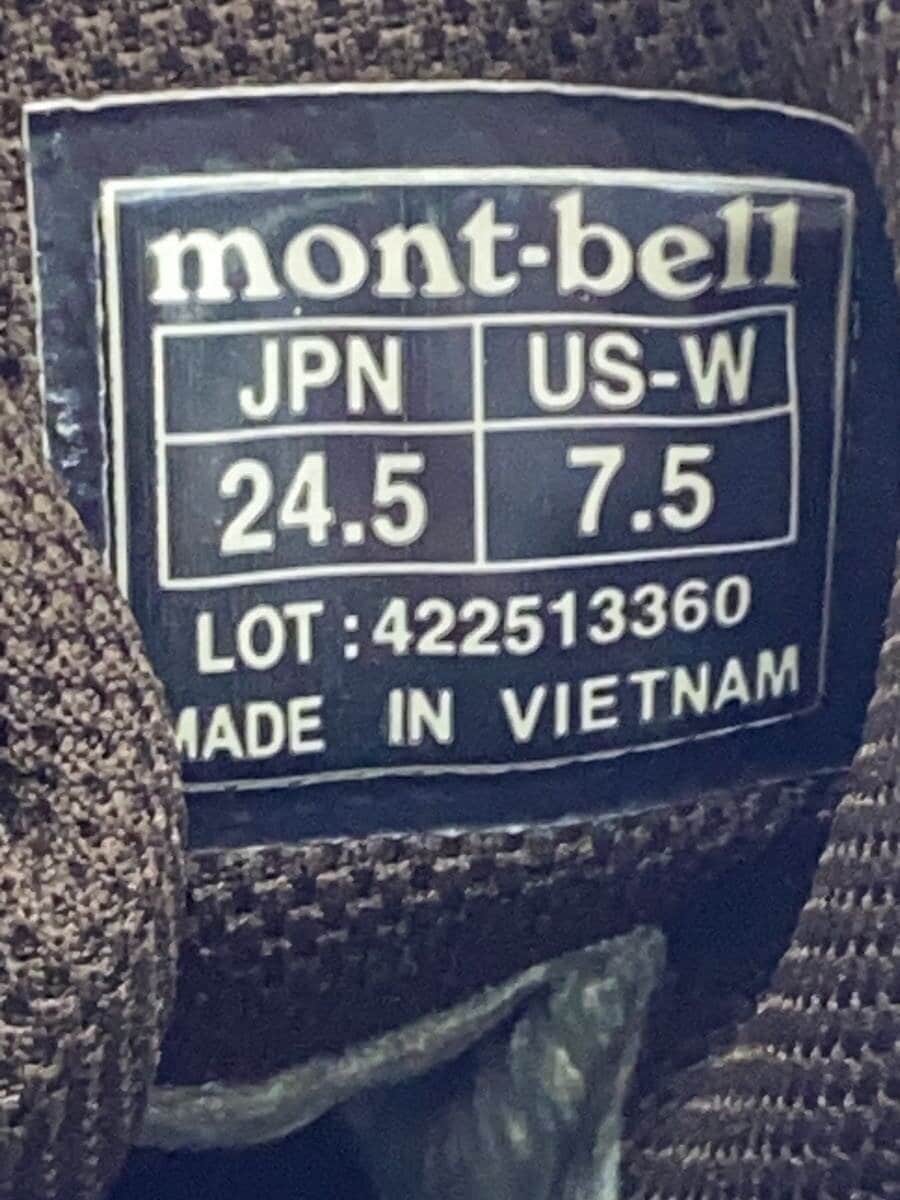 mont-bell
JPN US-W
24.5 7.5
LOT:422513360
MADE IN VIETNAM